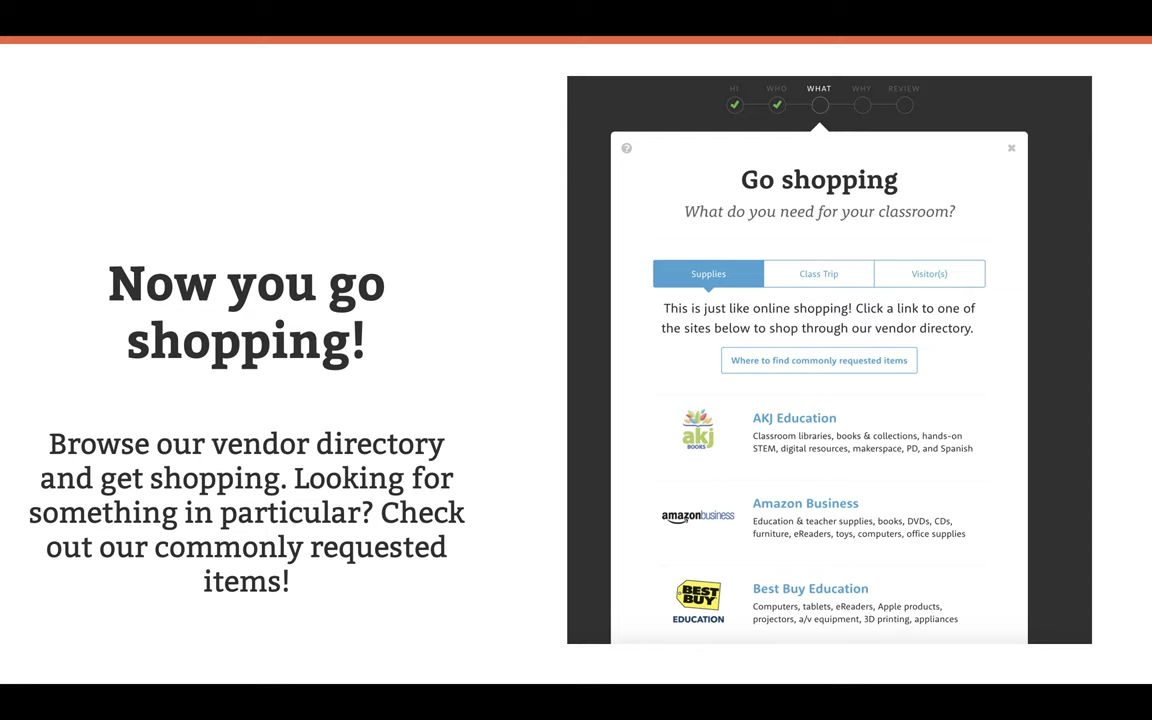 Now you go
shopping!
Browse our vendor directory
and get shopping. Looking for
something in particular? Check
out our commonly requested
items!
HI WHO WHAT WHY REVIEW
Go shopping
What do you need for your classroom?
Supplies Class Trip Visitor(s)
This is just like online shopping! Click a link to one of
the sites below to shop through our vendor directory.
Where to find commonly requested items
akj
BOOKS
AKJ Education
Classroom libraries, books & collections, hands-on
STEM, digital resources, makerspace, PD, and Spanish
amazonbusiness
Amazon Business
Education & teacher supplies, books, DVDs, CDs,
furniture, eReaders, toys, computers, office supplies
BEST
BUY
EDUCATION
Best Buy Education
Computers, tablets, eReaders, Apple products,
projectors, a/v equipment, 3D printing, appliances